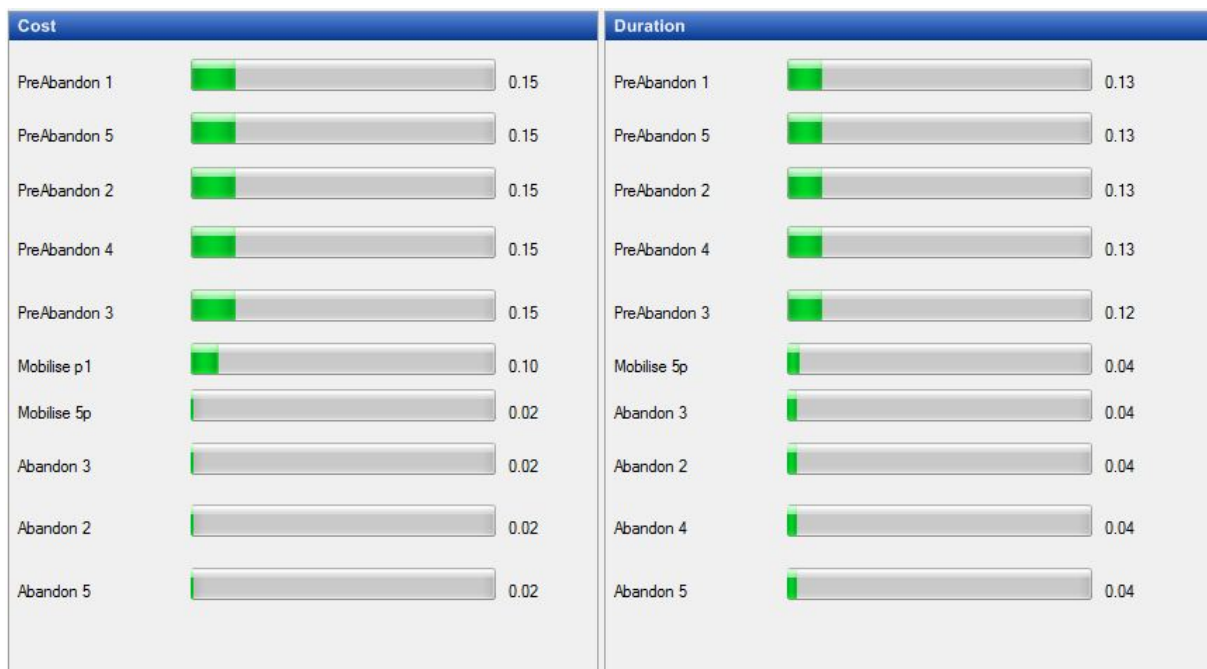 Cost
PreAbandon 1 0.15
PreAbandon 5 0.15
PreAbandon 2 0.15
PreAbandon 4 0.15
PreAbandon 3 0.15
Mobilise p1 0.10
Mobilise 5p 0.02
Abandon 3 0.02
Abandon 2 0.02
Abandon 5 0.02
Duration
PreAbandon 1 0.13
PreAbandon 5 0.13
PreAbandon 2 0.13
PreAbandon 4 0.13
PreAbandon 3 0.12
Mobilise 5p 0.04
Abandon 3 0.04
Abandon 2 0.04
Abandon 4 0.04
Abandon 5 0.04